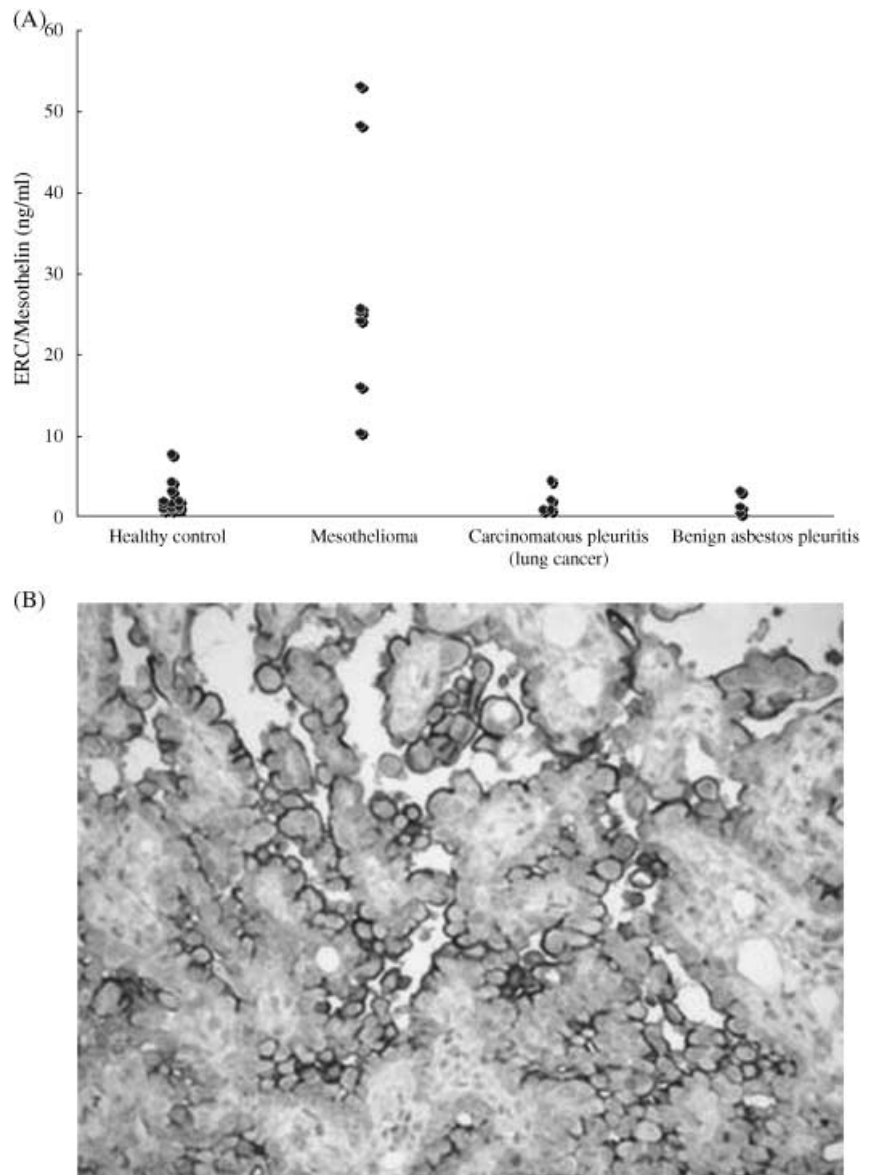 (A)
60
50
40
30
20
10
0
ERC/Mesothelin (ng/ml)
Healthy control
Mesothelioma
Carcinomatous pleuritis
(lung cancer)
Benign asbestos pleuritis
(B)